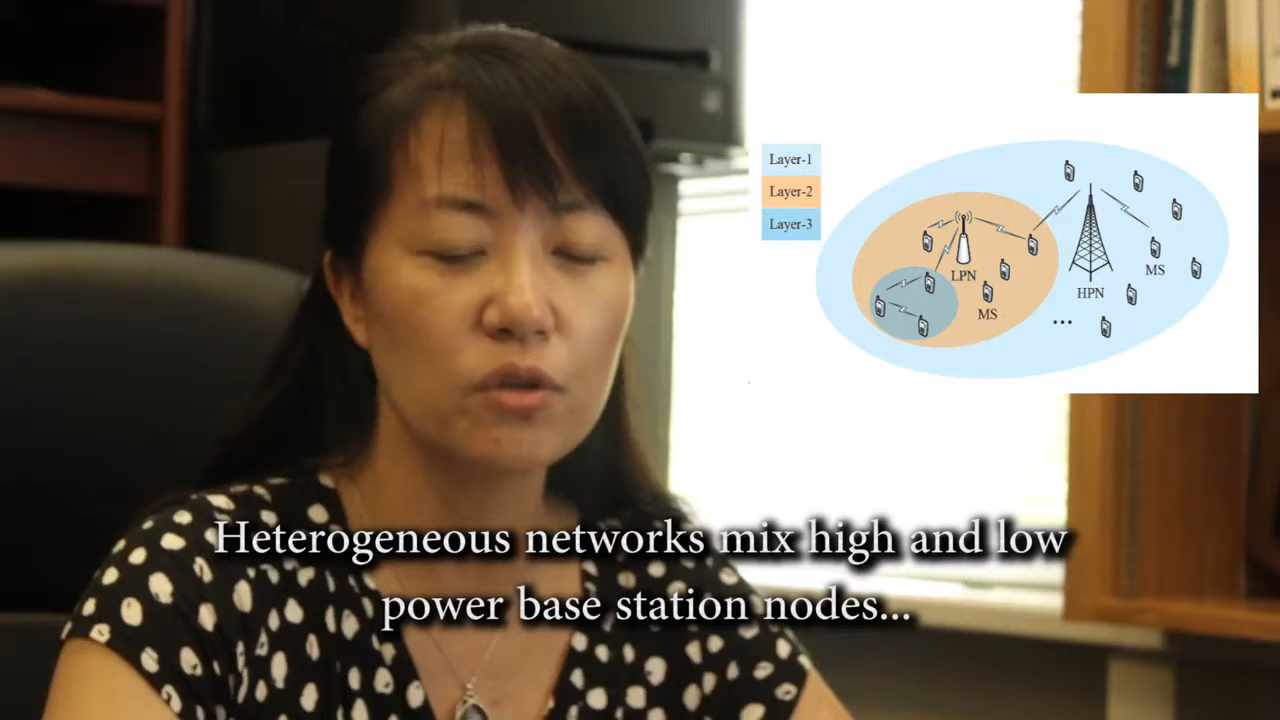 Layer-1
Layer-2
Layer-3
LPN
MS
HPN
MS
...
Heterogeneous networks mix high and low
power base station nodes...